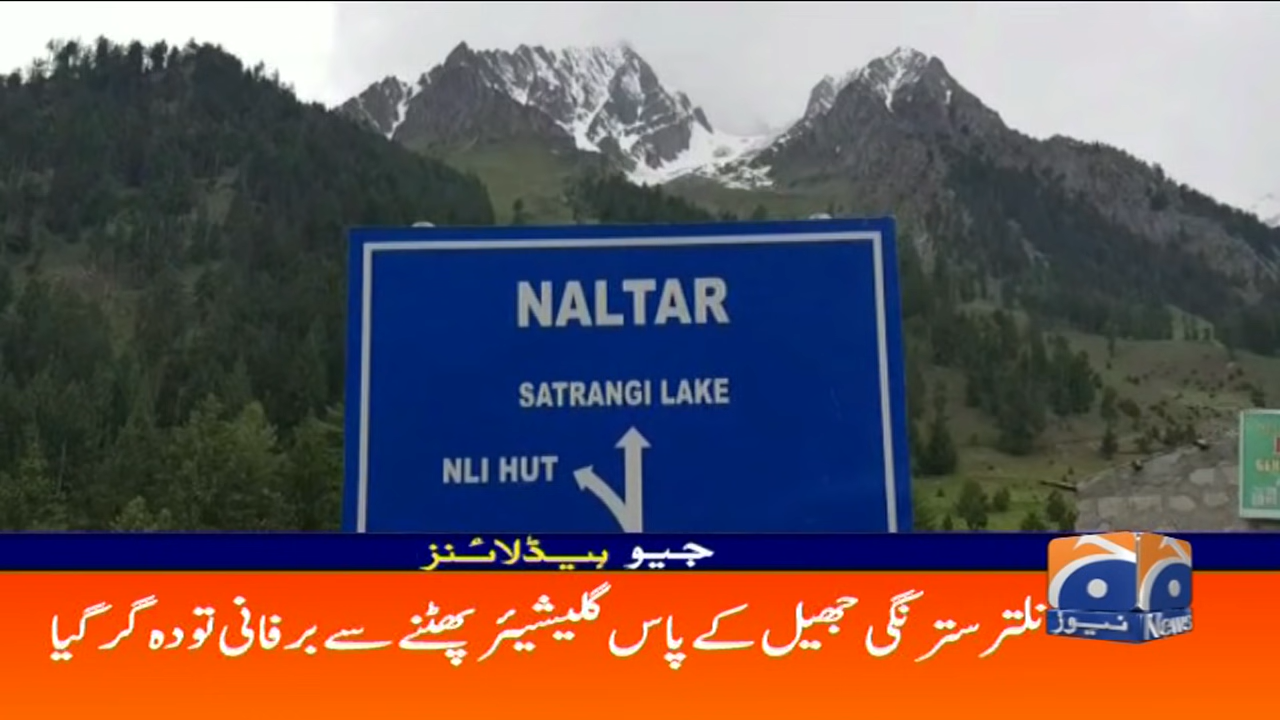 NALTAR
SATRANGI LAKE
NLI HUT
جیو ہیڈلائنز
نلتر سترنگی جھیل کے پاس گلیشیئر پھٹنے سے برفانی تودہ گر گیا
نیوز News